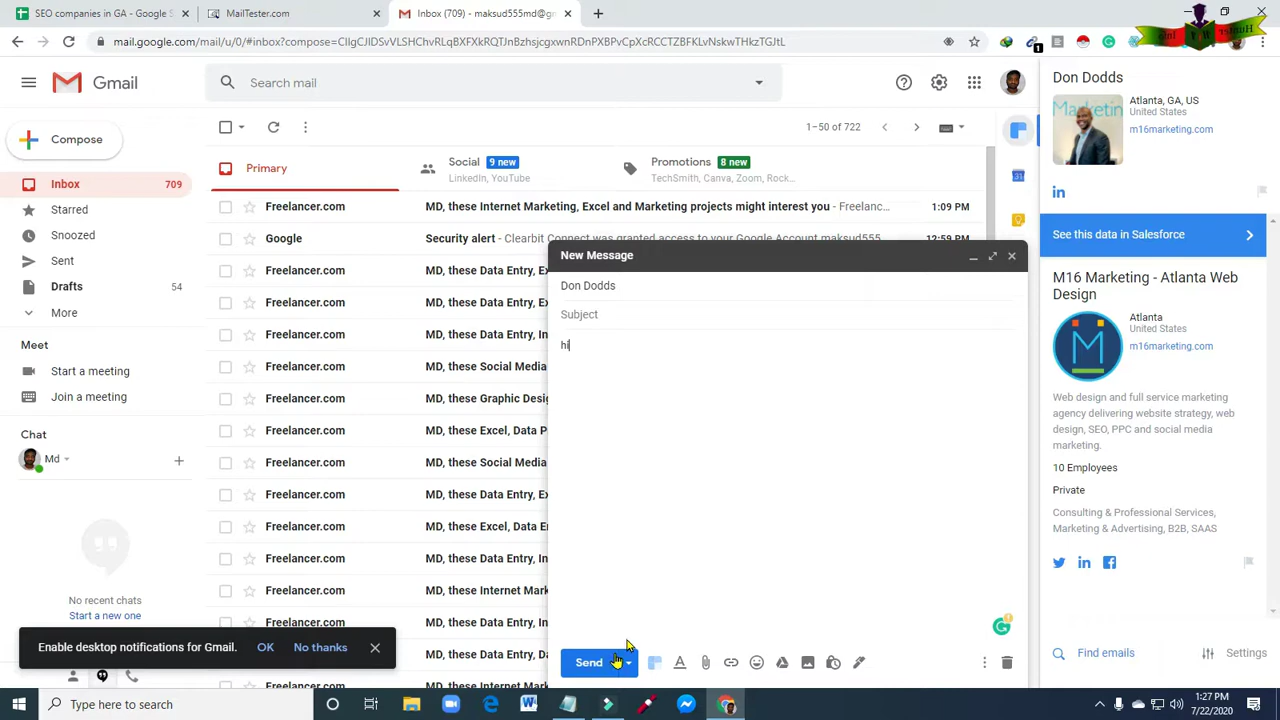 SEO companies in GA - Google S
MailTester.com
Inbox (709) - maksud555md@gm
mail.google.com/mail/u/0/#inbox?compose=
1
Gmail
Search mail
Compose
Inbox 709
Starred
Snoozed
Sent
Drafts 54
More
Meet
Start a meeting
Join a meeting
Chat
Md
No recent chats
Start a new one
Enable desktop notifications for Gmail. OK No thanks
1–50 of 722
Primary
Social 9 new
LinkedIn, YouTube
Promotions 8 new
TechSmith, Canva, Zoom, Rock...
Freelancer.com MD, these Internet Marketing, Excel and Marketing projects might interest you - Freelanc... 1:09 PM
Google Security alert - Clearbit Connect was granted access to your Google Account maksud555... 12:59 PM
Freelancer.com MD, these Data Entry, Ex
Freelancer.com MD, these Data Entry, Ex
Freelancer.com MD, these Data Entry, In
Freelancer.com MD, these Social Media
Freelancer.com MD, these Graphic Desig
Freelancer.com MD, these Excel, Data P
Freelancer.com MD, these Social Media
Freelancer.com MD, these Data Entry, Ex
Freelancer.com MD, these Excel, Data En
Freelancer.com MD, these Data Entry, In
Freelancer.com MD, these Internet Mark
Freelancer.com MD, these Data Entry, In
Freelancer.com MD, these Internet Mark
New Message
Don Dodds
Subject
hi
Send
Don Dodds
Marketing
Atlanta, GA, US
United States
m16marketing.com
See this data in Salesforce
M16 Marketing - Atlanta Web
Design
M
Atlanta
United States
m16marketing.com
Web design and full service marketing
agency delivering website strategy, web
design, SEO, PPC and social media
marketing.
10 Employees
Private
Consulting & Professional Services,
Marketing & Advertising, B2B, SAAS
Find emails
Settings
Type here to search
1:27 PM
7/22/2020